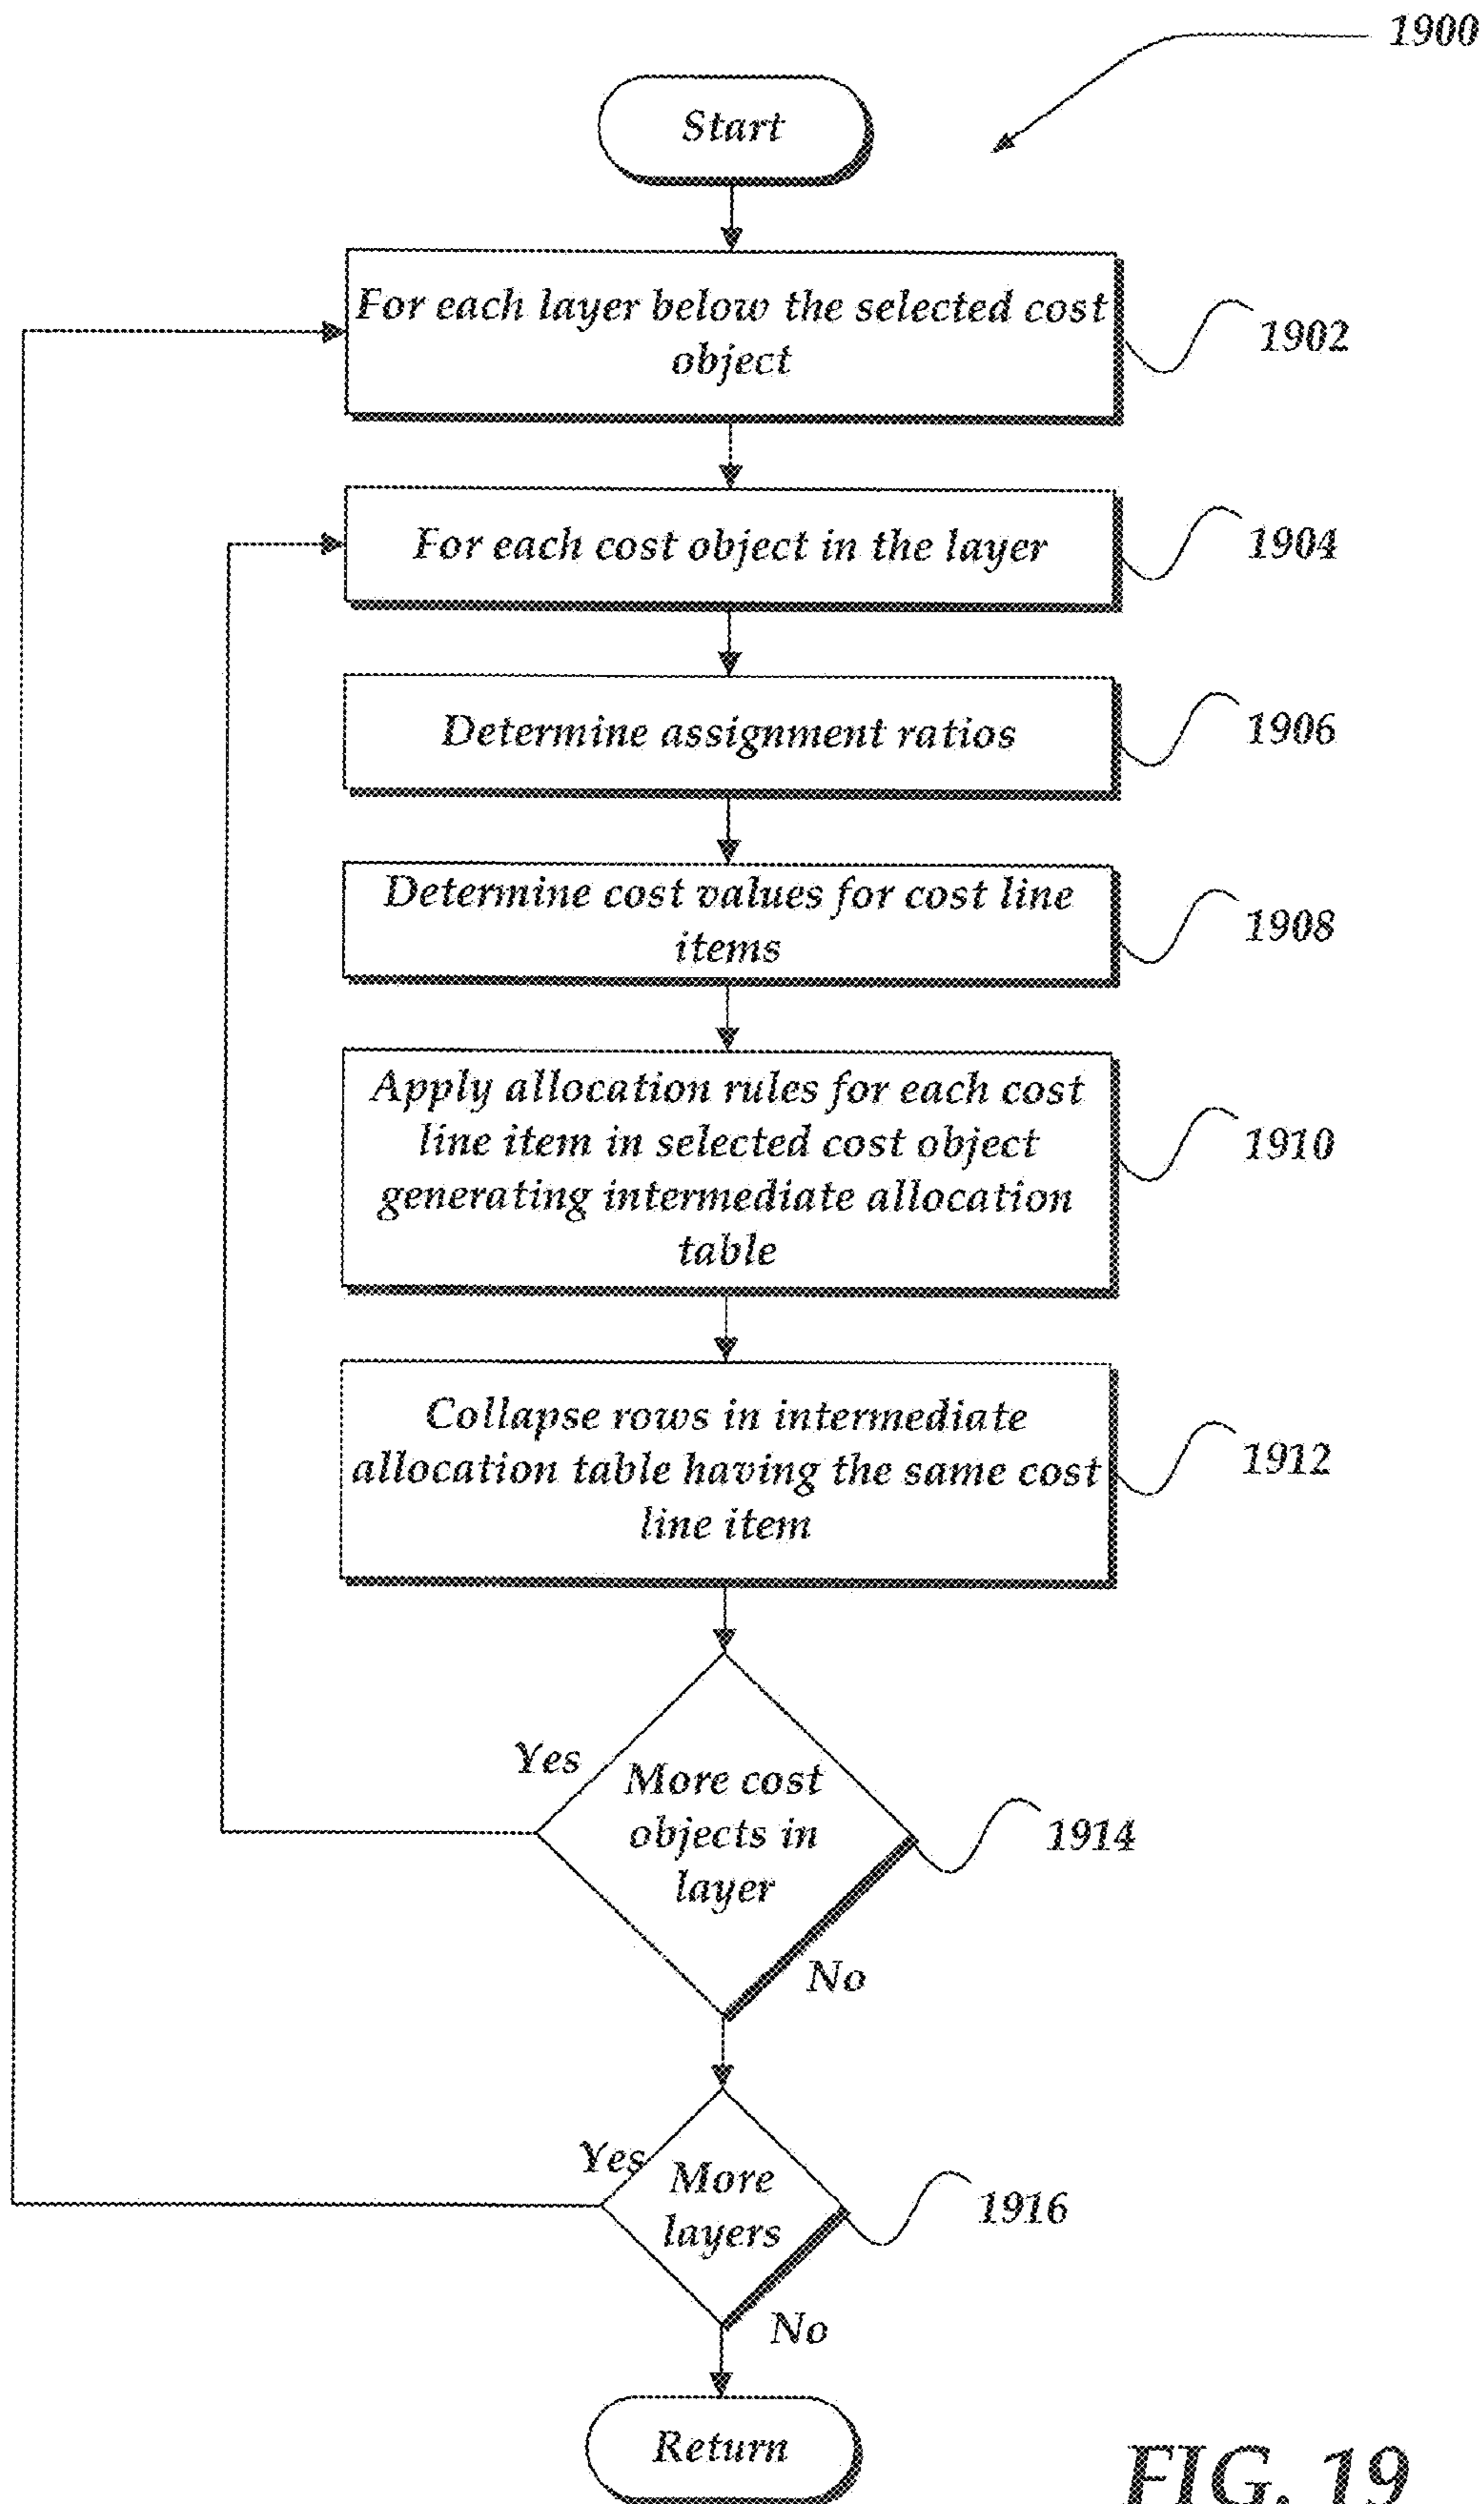 1900
Start
For each layer below the selected cost
object
1902
For each cost object in the layer
1904
Determine assignment ratios
1906
Determine cost values for cost line
items
1908
Apply allocation rules for each cost
line item in selected cost object
generating intermediate allocation
table
1910
Collapse rows in intermediate
allocation table having the same cost
line item
1912
Yes
More cost
objects in
layer
1914
No
Yes
More
layers
1916
No
Return
FIG. 19